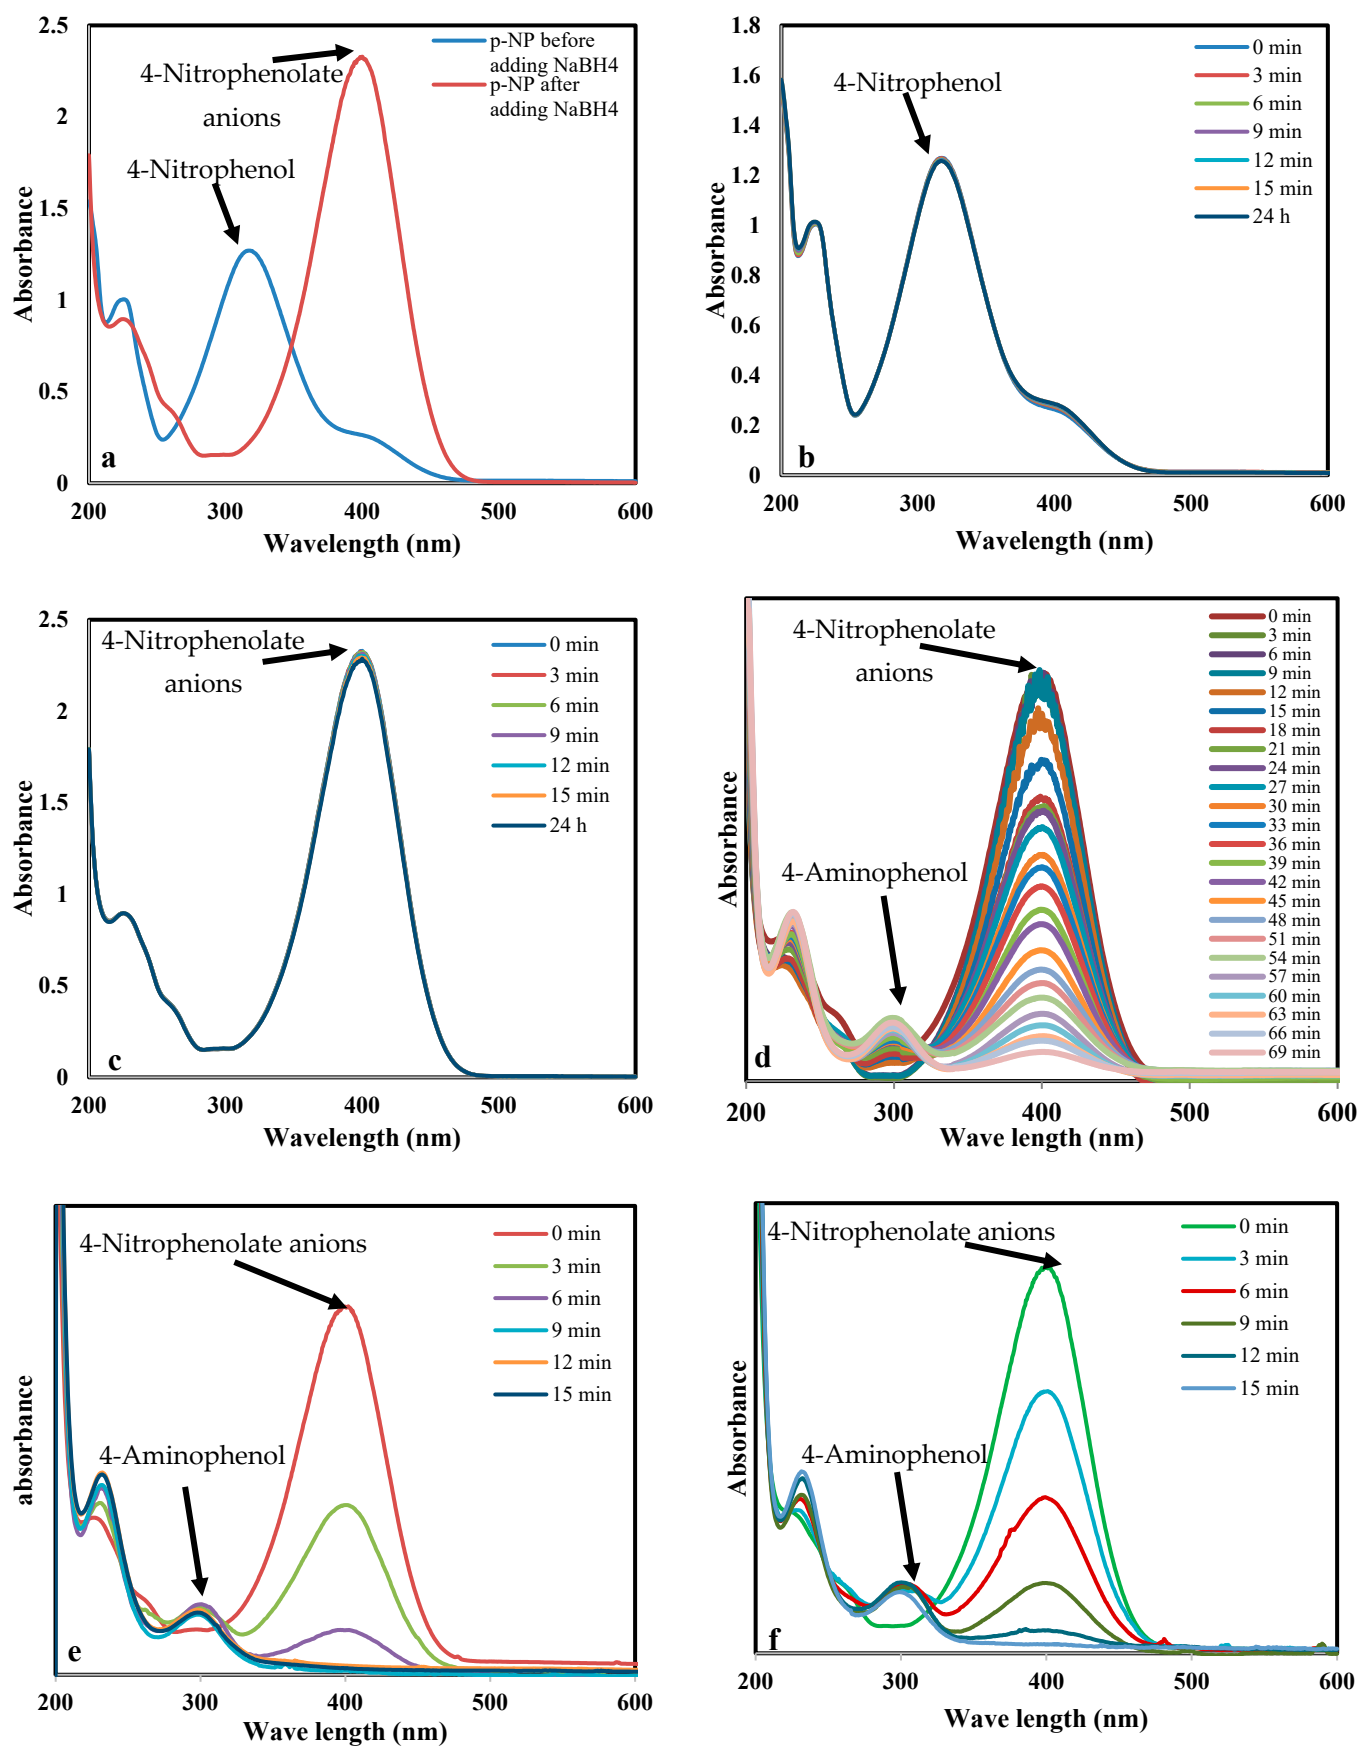 2.5
2
1.5
1
0.5
0
200
300
400
500
600
Absorbance
Wavelength (nm)
4-Nitrophenolate
anions
4-Nitrophenol
p-NP before
adding NaBH4
p-NP after
adding NaBH4
a
1.8
1.6
1.4
1.2
1
0.8
0.6
0.4
0.2
0
200
300
400
500
600
Absorbance
Wavelength (nm)
4-Nitrophenol
0 min
3 min
6 min
9 min
12 min
15 min
24 h
b
2.5
2
1.5
1
0.5
0
200
300
400
500
600
Absorbance
Wavelength (nm)
4-Nitrophenolate
anions
0 min
3 min
6 min
9 min
12 min
15 min
24 h
c
200
300
400
500
600
Absorbance
Wave length (nm)
4-Nitrophenolate
anions
4-Aminophenol
0 min
3 min
6 min
9 min
12 min
15 min
18 min
21 min
24 min
27 min
30 min
33 min
36 min
39 min
42 min
45 min
48 min
51 min
54 min
57 min
60 min
63 min
66 min
69 min
d
200
300
400
500
600
absorbance
Wave length (nm)
4-Nitrophenolate anions
4-Aminophenol
0 min
3 min
6 min
9 min
12 min
15 min
e
200
300
400
500
600
Absorbance
Wave length (nm)
4-Nitrophenolate anions
4-Aminophenol
0 min
3 min
6 min
9 min
12 min
15 min
f